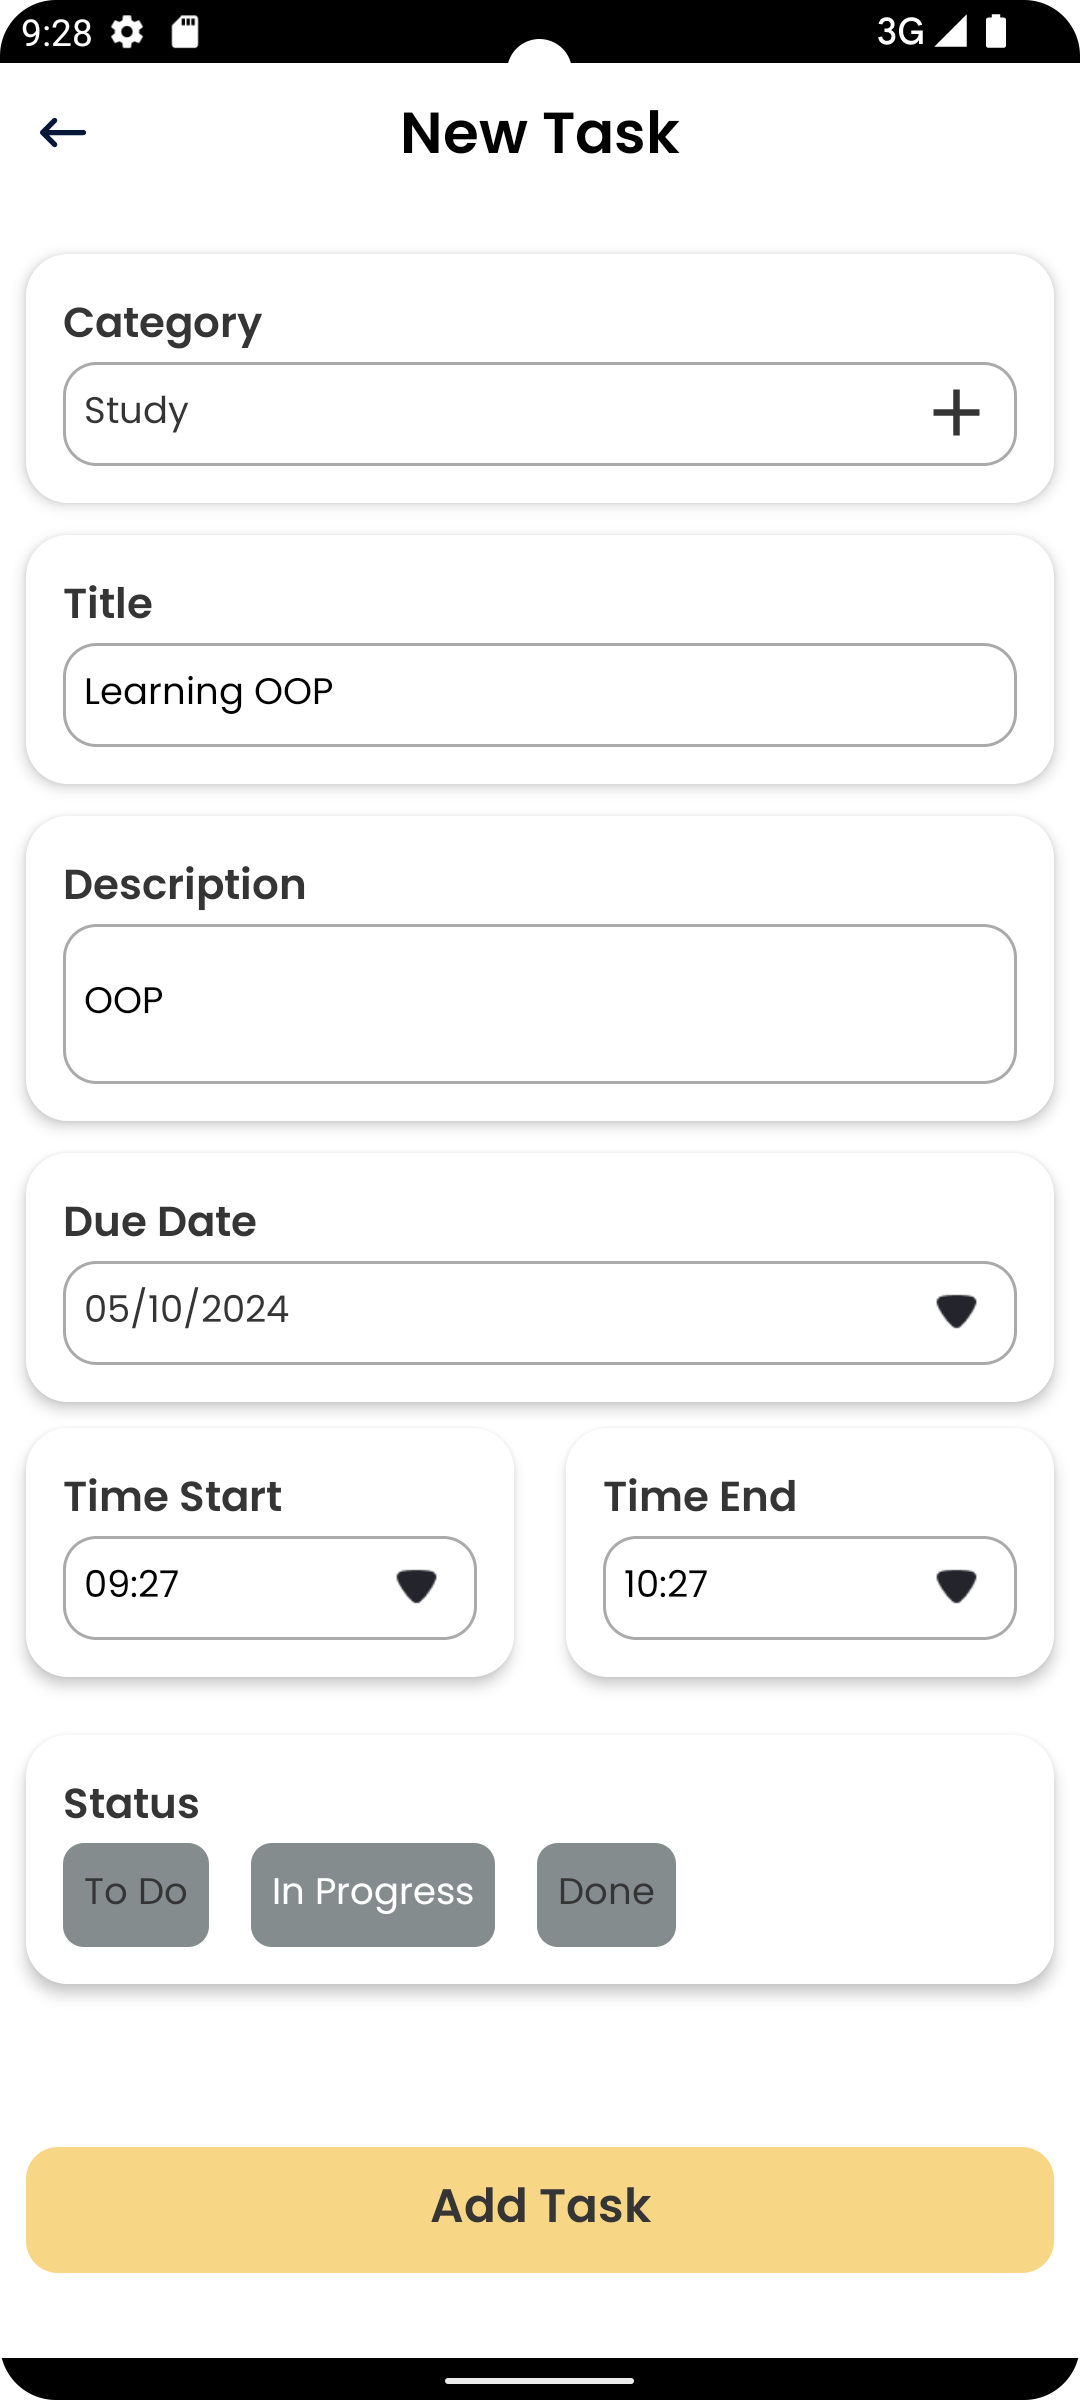 9:28
3G
New Task
Category
Study
Title
Learning OOP
Description
OOP
Due Date
05/10/2024
Time Start
Time End
09:27
10:27
Status
To Do
In Progress
Done
Add Task